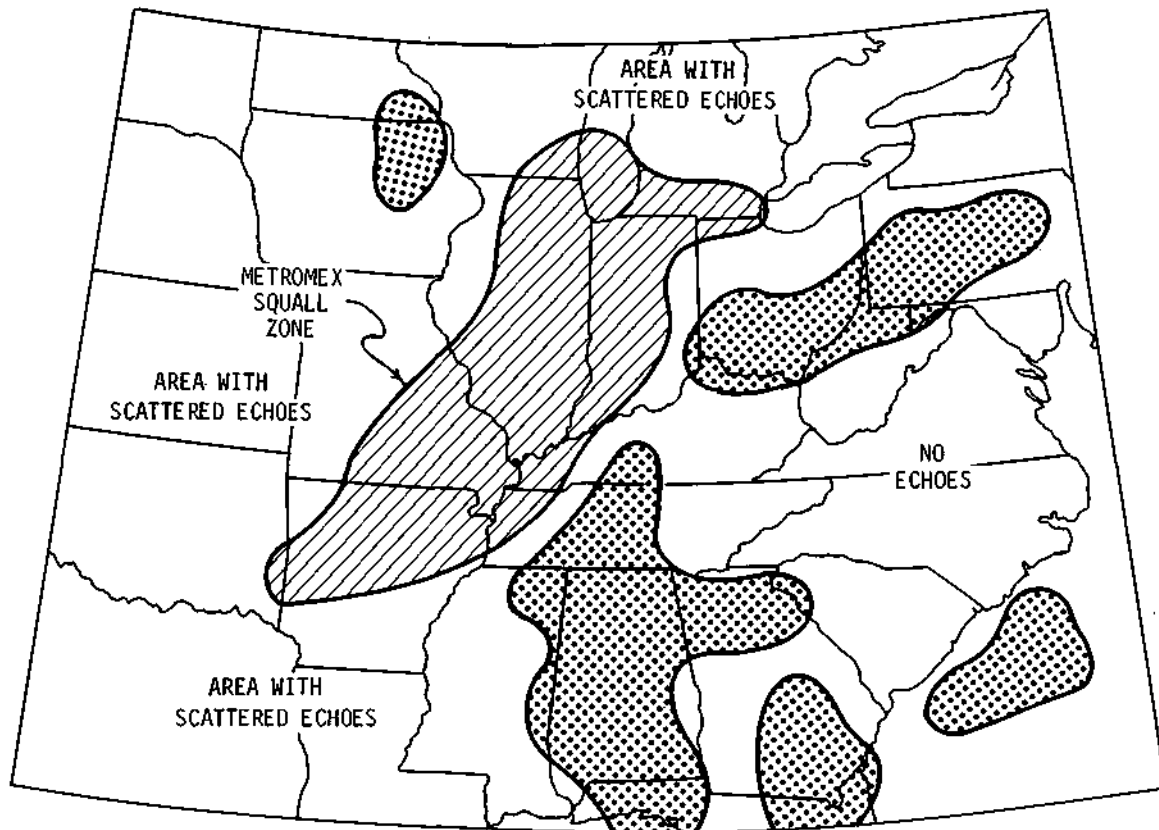 AREA WITH
SCATTERED ECHOES
METROMEX
SQUALL
ZONE
AREA WITH
SCATTERED ECHOES
NO
ECHOES
AREA WITH
SCATTERED ECHOES